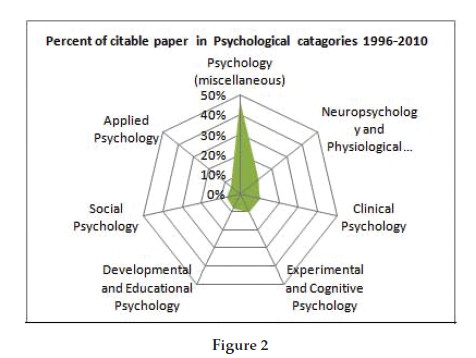 Percent of citable paper in Psychological catagories 1996-2010
Psychology
(miscellaneous)
50%
40%
30%
20%
10%
0%
Neuropsycholog
y and
Physiological ...
Clinical
Psychology
Experimental
and Cognitive
Psychology
Developmental
and Educational
Psychology
Social
Psychology
Applied
Psychology
Figure 2